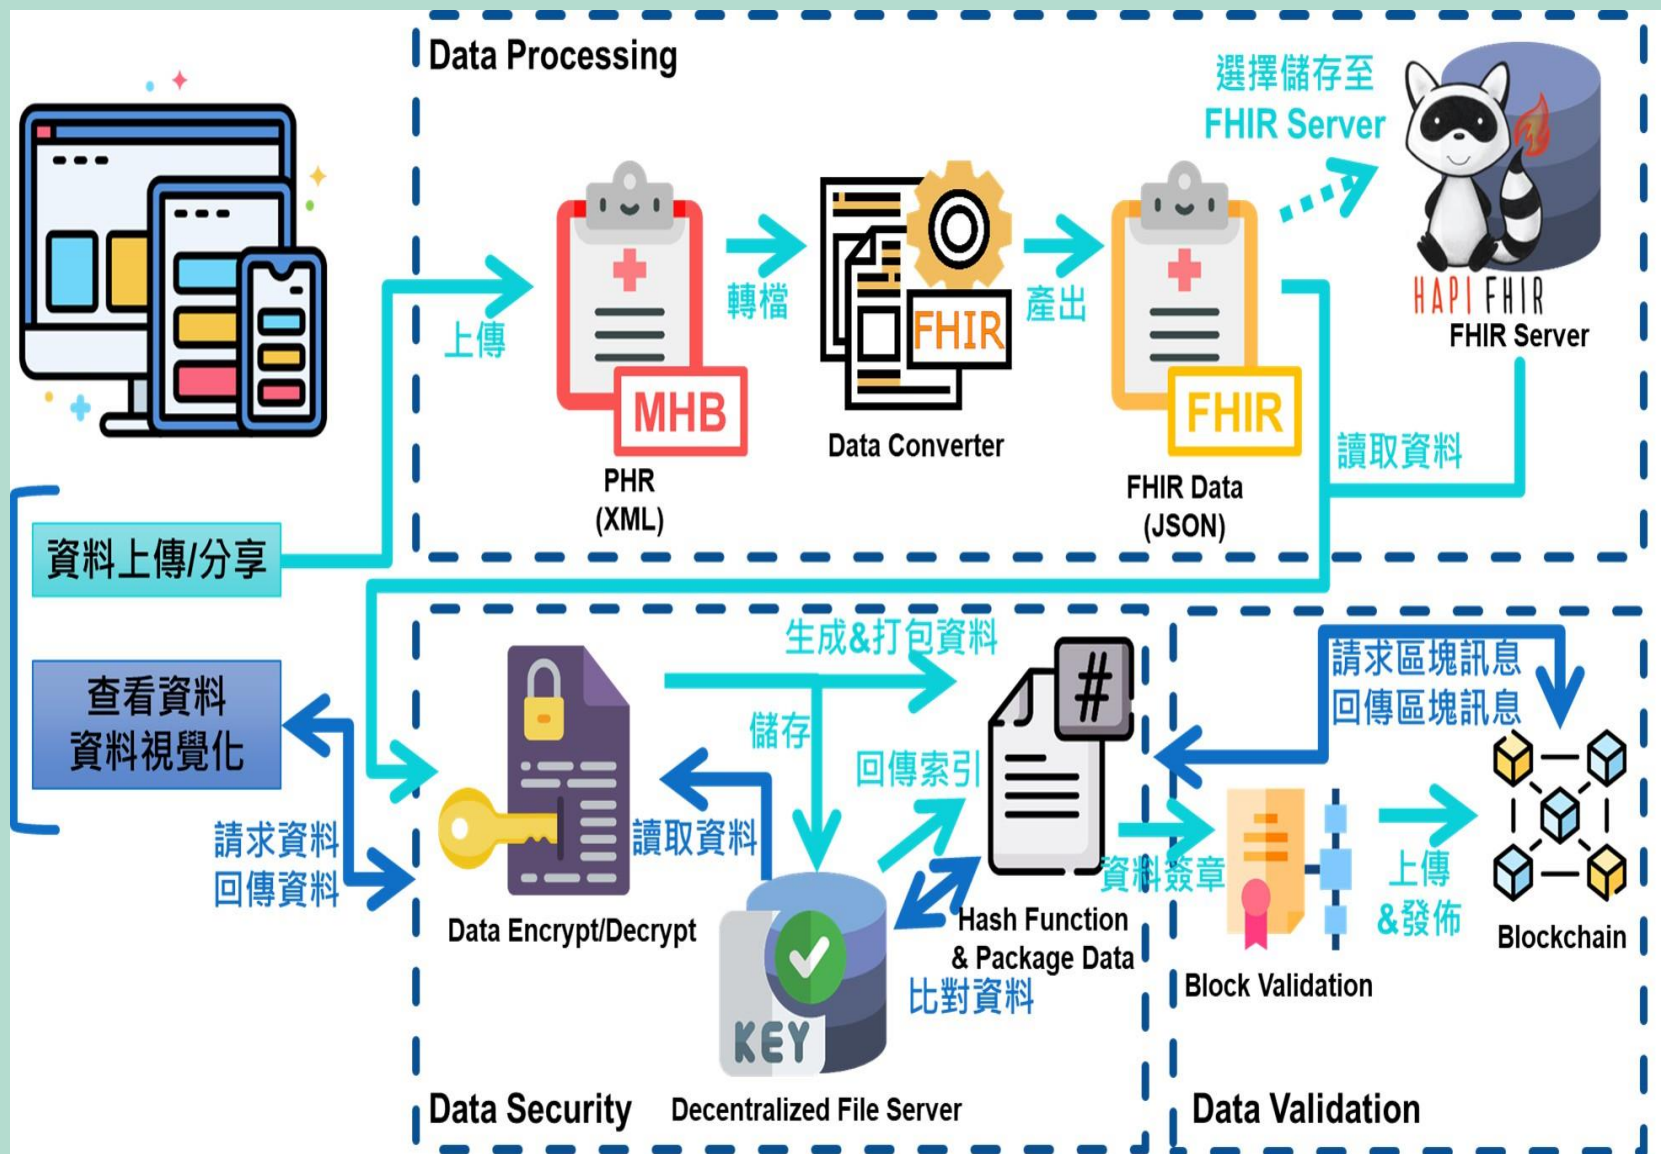 Data Processing
選擇儲存至
FHIR Server
上傳
MHB
PHR
(XML)
轉檔
FHIR
Data Converter
產出
FHIR
FHIR Data
(JSON)
HAPI FHIR
FHIR Server
讀取資料
資料上傳/分享
查看資料
資料視覺化
請求資料
回傳資料
生成&打包資料
儲存
回傳索引
讀取資料
Data Encrypt/Decrypt
#
Hash Function
& Package Data
比對資料
KEY
Decentralized File Server
Data Security
請求區塊訊息
回傳區塊訊息
資料簽章
Block Validation
上傳
&發佈
Blockchain
Data Validation